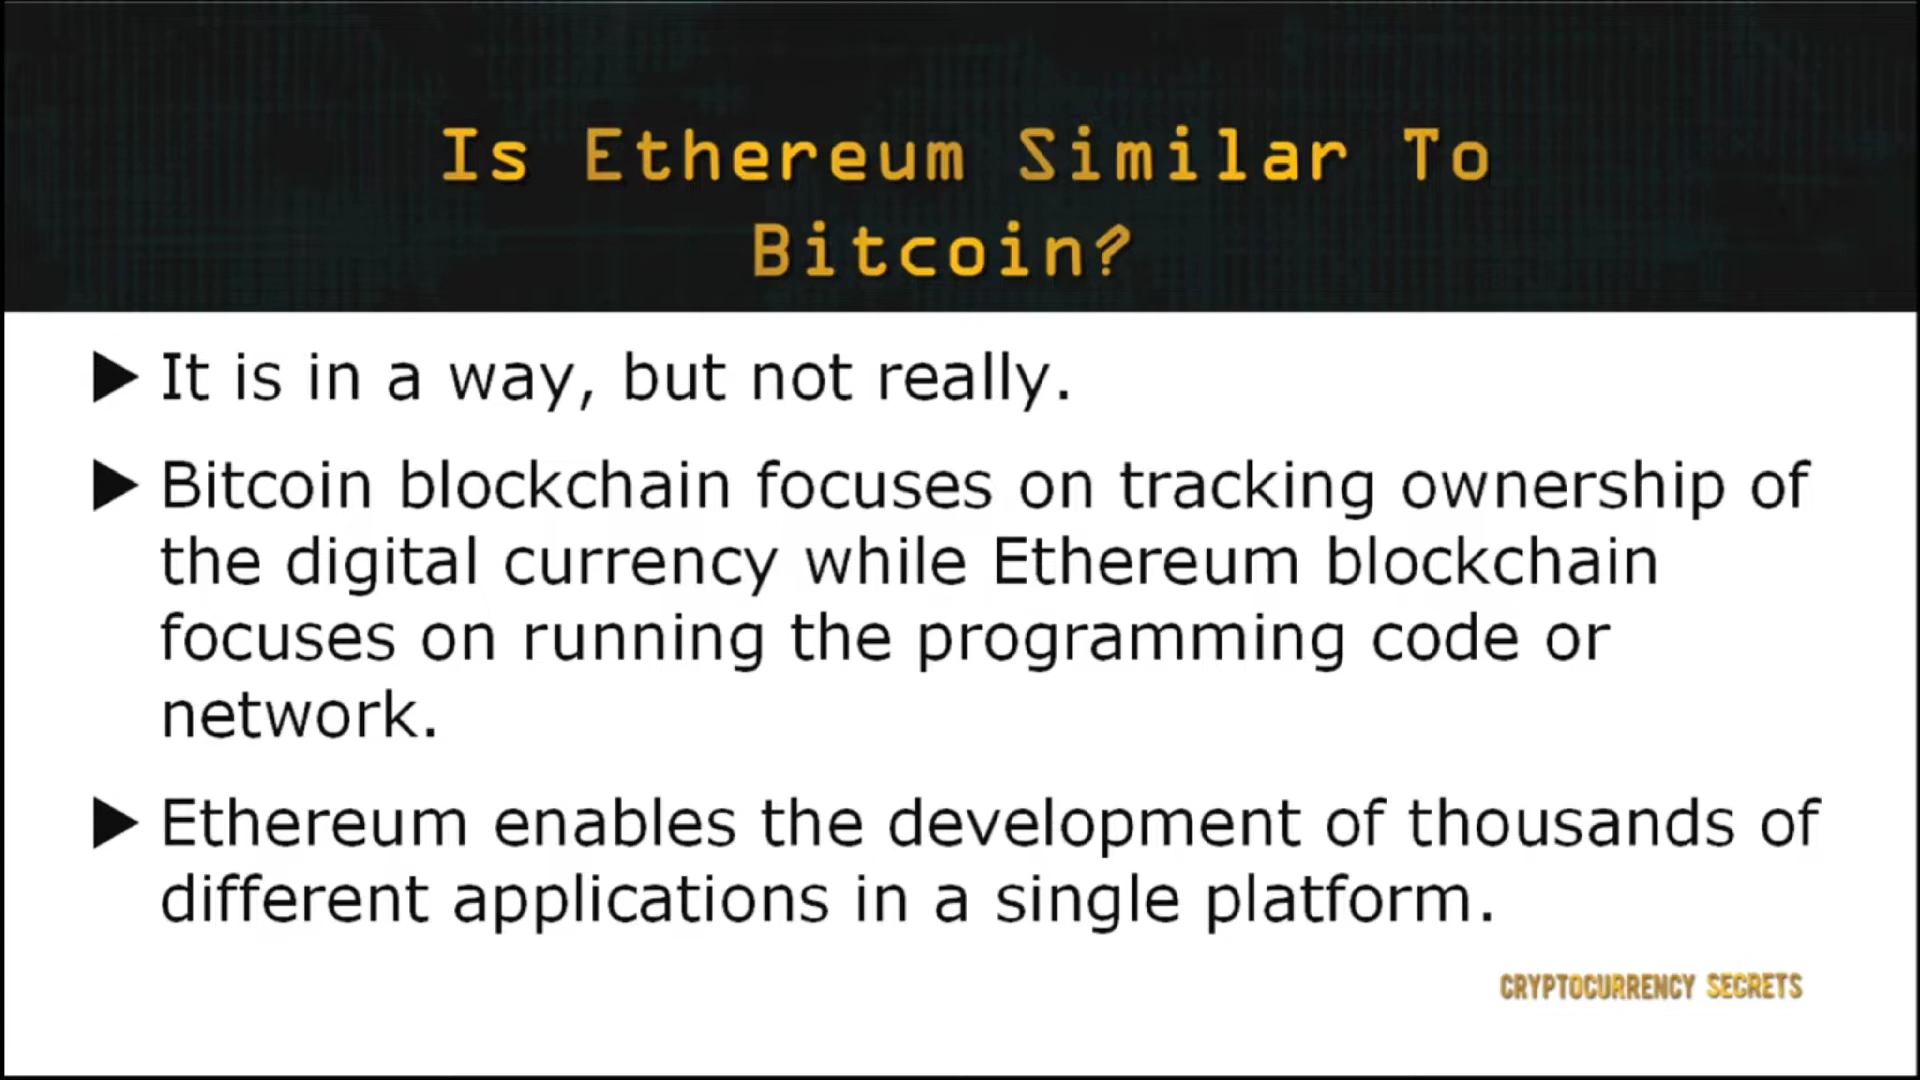 Is Ethereum Similar To
Bitcoin?
It is in a way, but not really.
Bitcoin blockchain focuses on tracking ownership of
the digital currency while Ethereum blockchain
focuses on running the programming code or
network.
Ethereum enables the development of thousands of
different applications in a single platform.
CRYPTOCURRENCY SECRETS